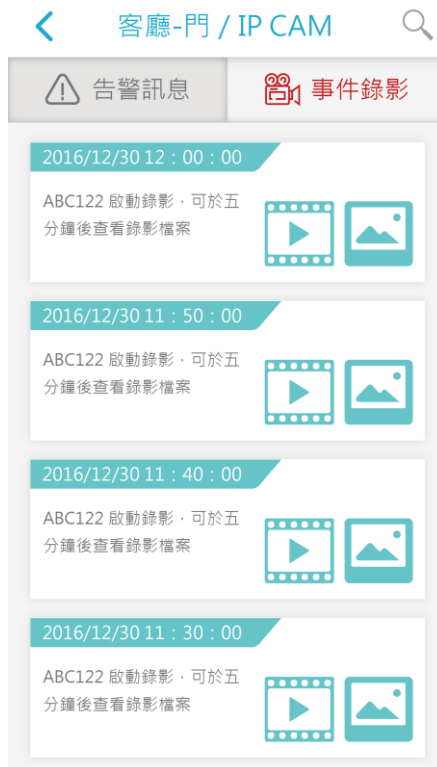 客廳-門 / IP CAM
告警訊息
事件錄影
2016/12/30 12：00：00
ABC122 啟動錄影，可於五
分鐘後查看錄影檔案
2016/12/30 11：50：00
ABC122 啟動錄影，可於五
分鐘後查看錄影檔案
2016/12/30 11：40：00
ABC122 啟動錄影，可於五
分鐘後查看錄影檔案
2016/12/30 11：30：00
ABC122 啟動錄影，可於五
分鐘後查看錄影檔案